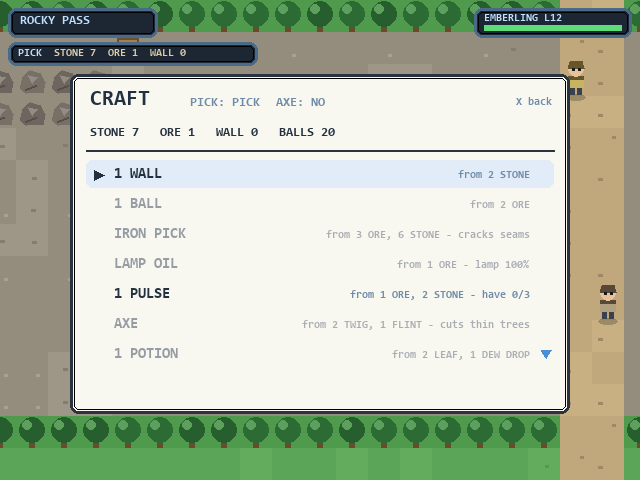 ROCKY PASS
EMBERLING L12
PICK STONE 7 ORE 1 WALL 0
CRAFT PICK: PICK AXE: NO X back
STONE 7 ORE 1 WALL 0 BALLS 20
1 WALL from 2 STONE
1 BALL from 2 ORE
IRON PICK from 3 ORE, 6 STONE - cracks seams
LAMP OIL from 1 ORE - lamp 100%
1 PULSE from 1 ORE, 2 STONE - have 0/3
AXE from 2 TWIG, 1 FLINT - cuts thin trees
1 POTION from 2 LEAF, 1 DEW DROP